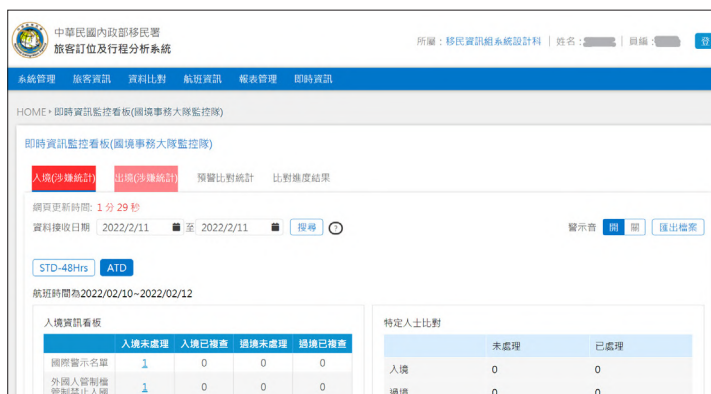 中華民國內政部移民署
旅客訂位及行程分析系統
所屬：移民資訊組系統設計科 | 姓名： | 員編： 登
系統管理 旅客資訊 資料比對 航班資訊 報表管理 即時資訊
HOME 即時資訊監控看板(國境事務大隊監控隊)
即時資訊監控看板(國境事務大隊監控隊)
入境(涉嫌統計) 出境(涉嫌統計) 預警比對統計 比對進度結果
網頁更新時間: 1 分 29 秒
資料接收日期 2022/2/11 至 2022/2/11 搜尋 ? 警示音 開 關 匯出檔案
STD-48Hrs ATD
航班時間為2022/02/10~2022/02/12
入境資訊看板 特定人士比對
入境未處理 入境已複查 過境未處理 過境已複查 未處理 已處理
國際警示名單 1 0 0 0
入境 0 0
外國人管制檔
管制禁止入國 1 0 0 0
過境 0 0